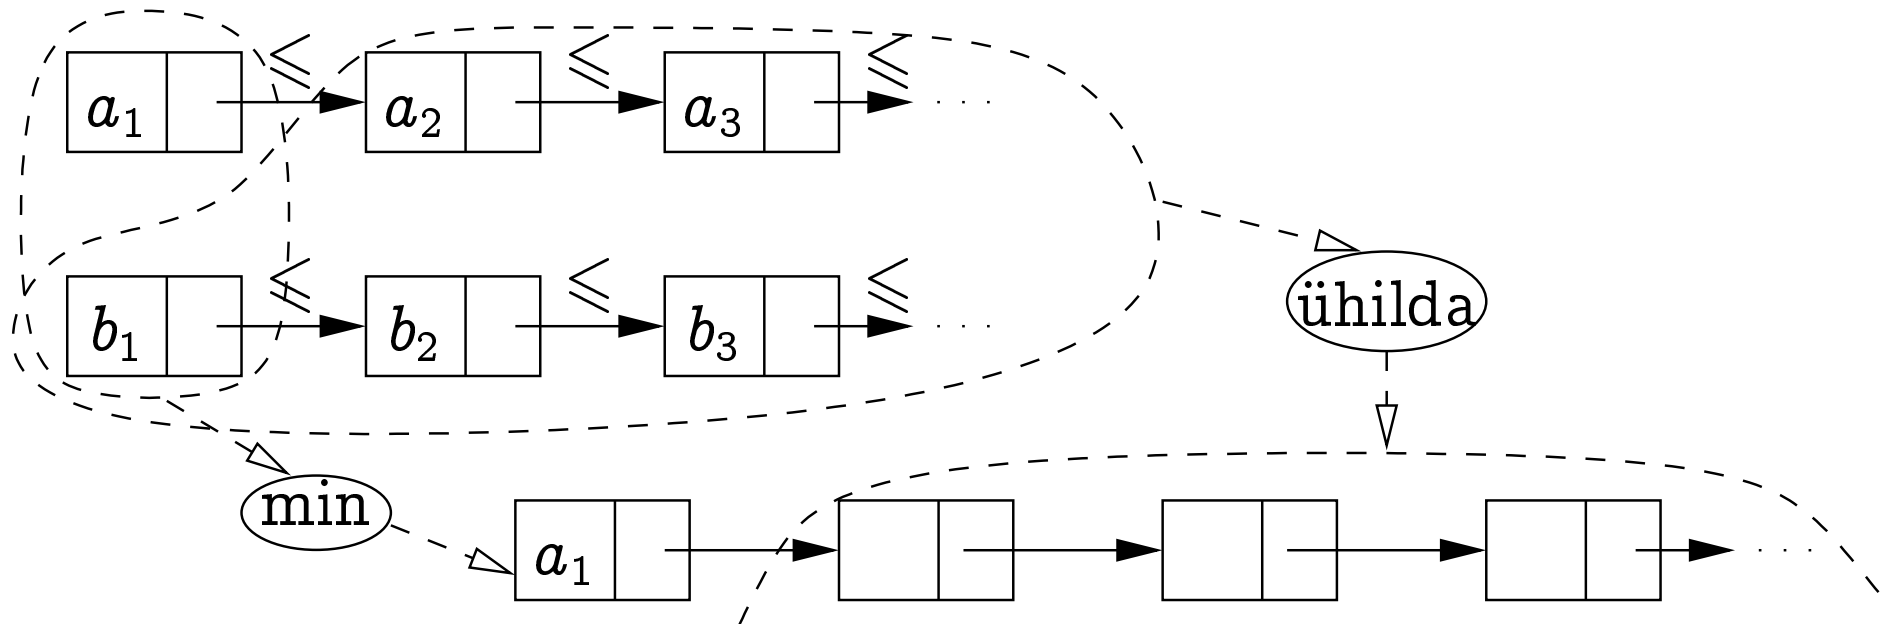 a₁ ≤ a₂ ≤ a₃ ≤ . . .
b₁ ≤ b₂ ≤ b₃ ≤ . . .
ühilda
min
a₁ . . .